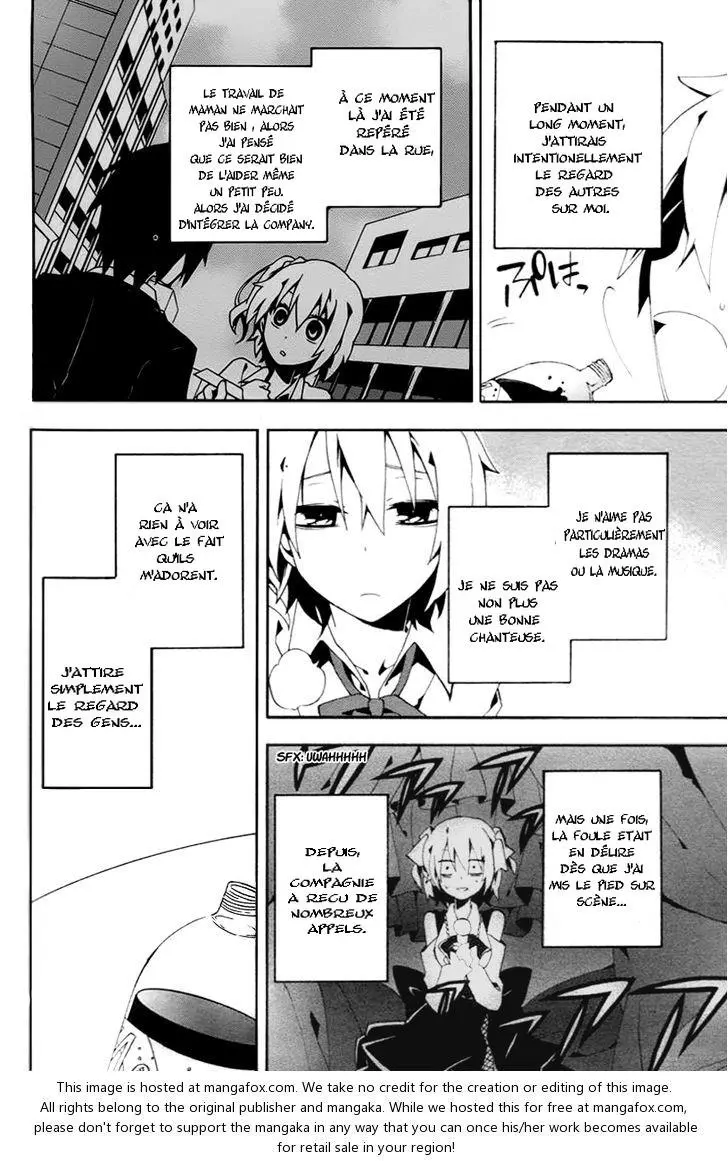 PENDANT UN
LONG MOMENT,
J'ATTIRAIS
INTENTIONELLEMENT
LE REGARD
DES AUTRES
SUR MOI.
ぷは、
À CE MOMENT
LÀ J'AI ÉTÉ
REPÉRÉ
DANS LA RUE,
LE TRAVAIL DE
MAMAN NE MARCHAIT
PAS BIEN , ALORS
J'AI PENSÉ
QUE CE SERAIT BIEN
DE L'AIDER MÊME
UN PETIT PEU.
ALORS J'AI DÉCIDÉ
D'INTÉGRER LA COMPANY.
JE N'AIME PAS
PARTICULIÈREMENT
LES DRAMAS
OU LA MUSIQUE.
JE NE SUIS PAS
NON PLUS
UNE BONNE
CHANTEUSE.
MAIS UNE FOIS,
LA FOULE ETAIT
EN DÉLIRE
DÈS QUE J'AI
MIS LE PIED SUR
SCÈNE...
SFX: UWAHHHHH
DEPUIS,
LA
COMPAGNIE
À RECU DE
NOMBREUX
APPELS.
CA N'A
RIEN À VOIR
AVEC LE FAIT
QU'ILS
M'ADORENT.
J'ATTIRE
SIMPLEMENT
LE REGARD
DES GENS...
This image is hosted at mangafox.com. We take no credit for the creation or editing of this image.
All rights belong to the original publisher and mangaka. While we hosted this for free at mangafox.com,
please don't forget to support the mangaka in any way that you can once his/her work becomes available
for retail sale in your region!